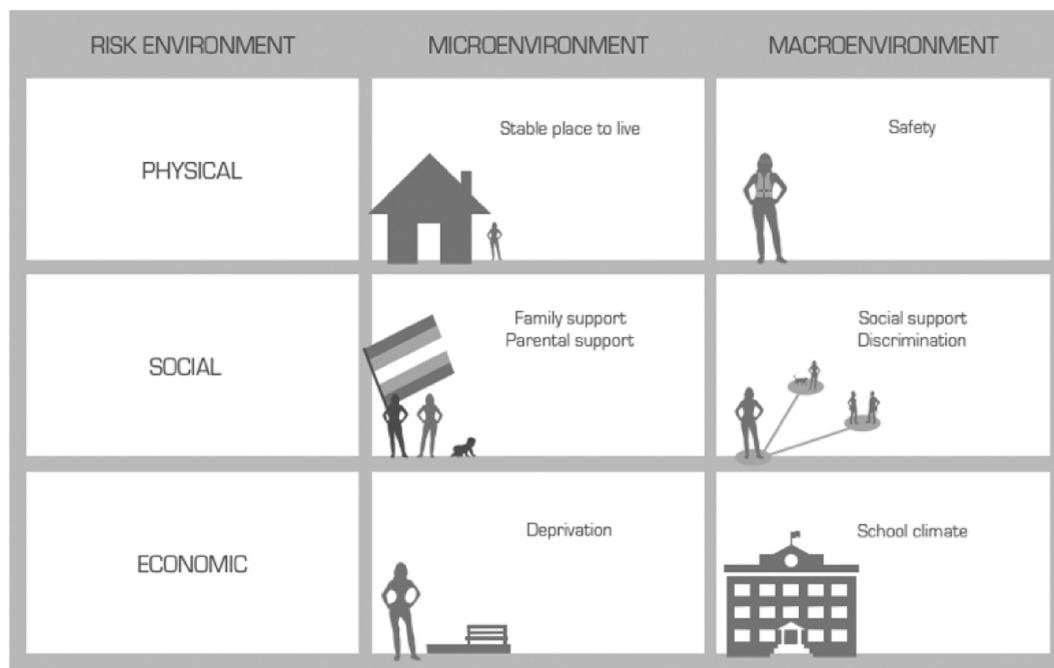 RISK ENVIRONMENT
MICROENVIRONMENT
MACROENVIRONMENT
PHYSICAL
Stable place to live
Safety
SOCIAL
Family support
Parental support
Social support
Discrimination
ECONOMIC
Deprivation
School climate